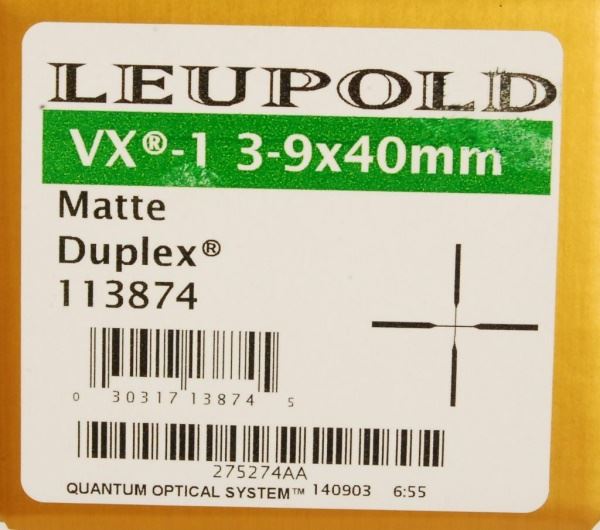 LEUPOLD
VX®-1 3-9x40mm
Matte
Duplex®
113874
0 30317 13874 5
275274AA
QUANTUM OPTICAL SYSTEM™ 140903 6:55